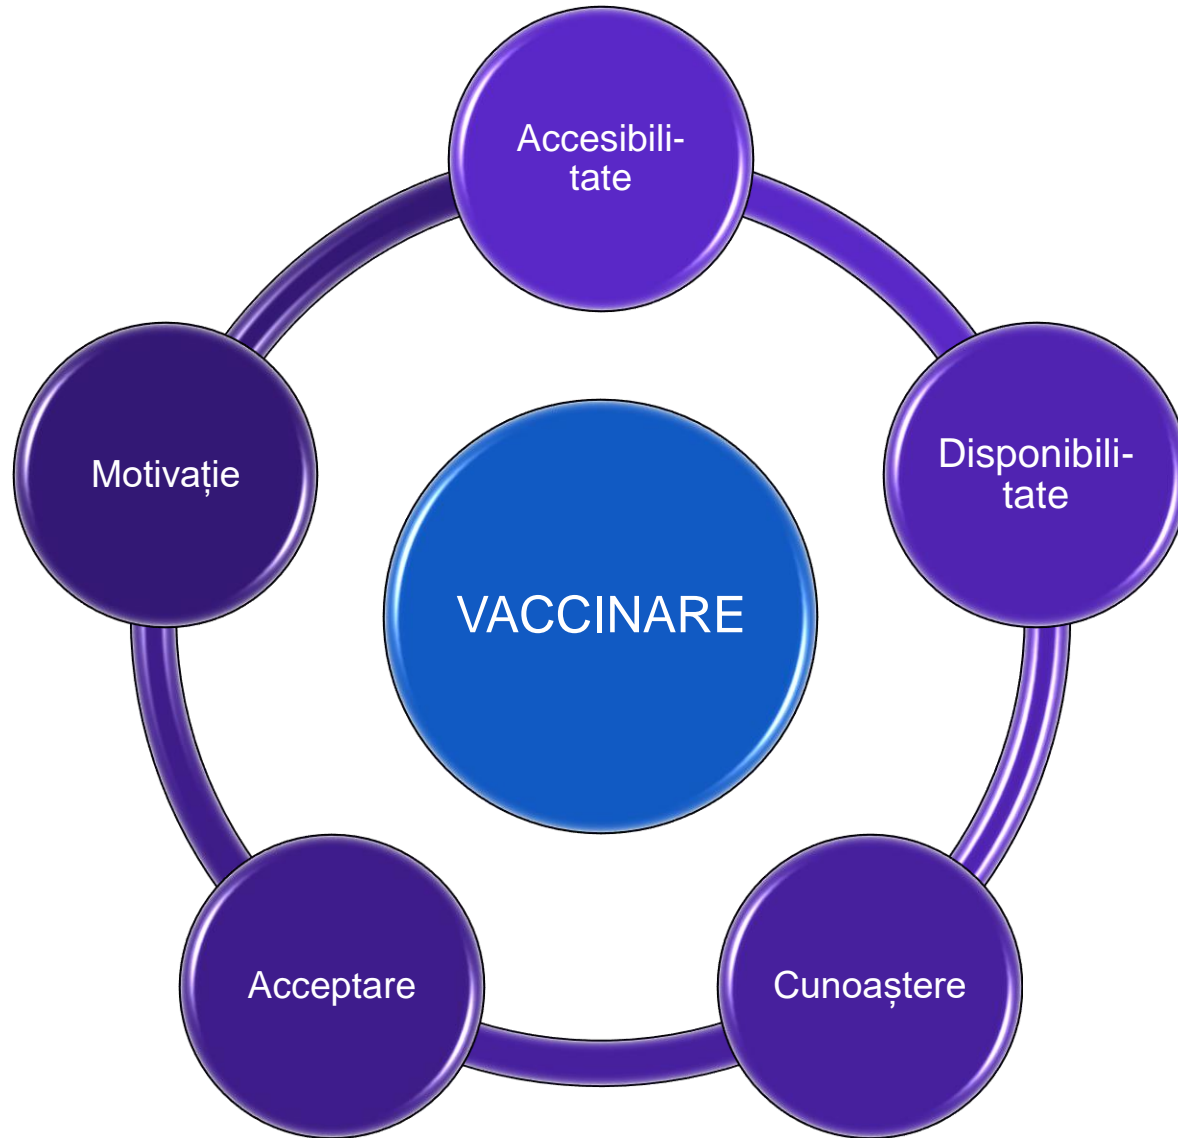 Accesibili-
tate
Disponibili-
tate
Motivație
VACCINARE
Acceptare
Cunoaștere